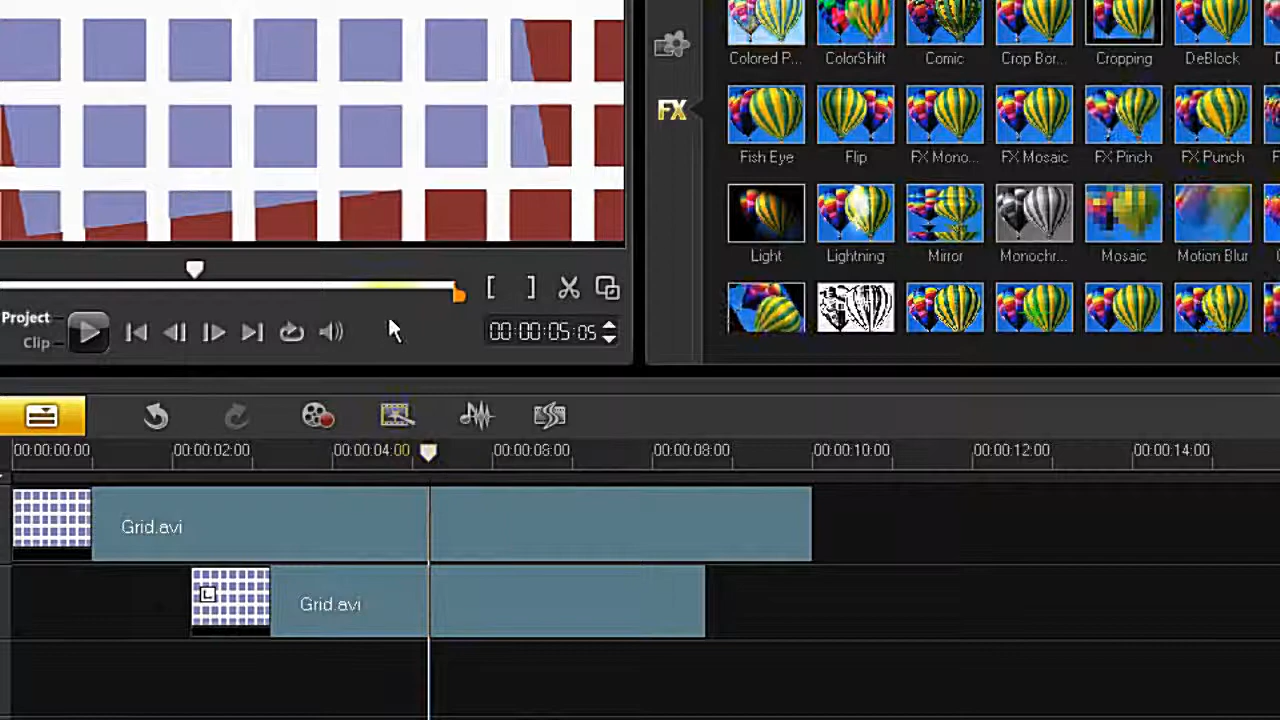 Colored P... ColorShift Comic Crop Bor... Cropping DeBlock
FX
Fish Eye Flip FX Mono... FX Mosaic FX Pinch FX Punch
Light Lightning Mirror Monochr... Mosaic Motion Blur
Project
Clip
00:00:05:05
00:00:00:00 00:00:02:00 00:00:04:00 00:00:06:00 00:00:08:00 00:00:10:00 00:00:12:00 00:00:14:00
Grid.avi
Grid.avi